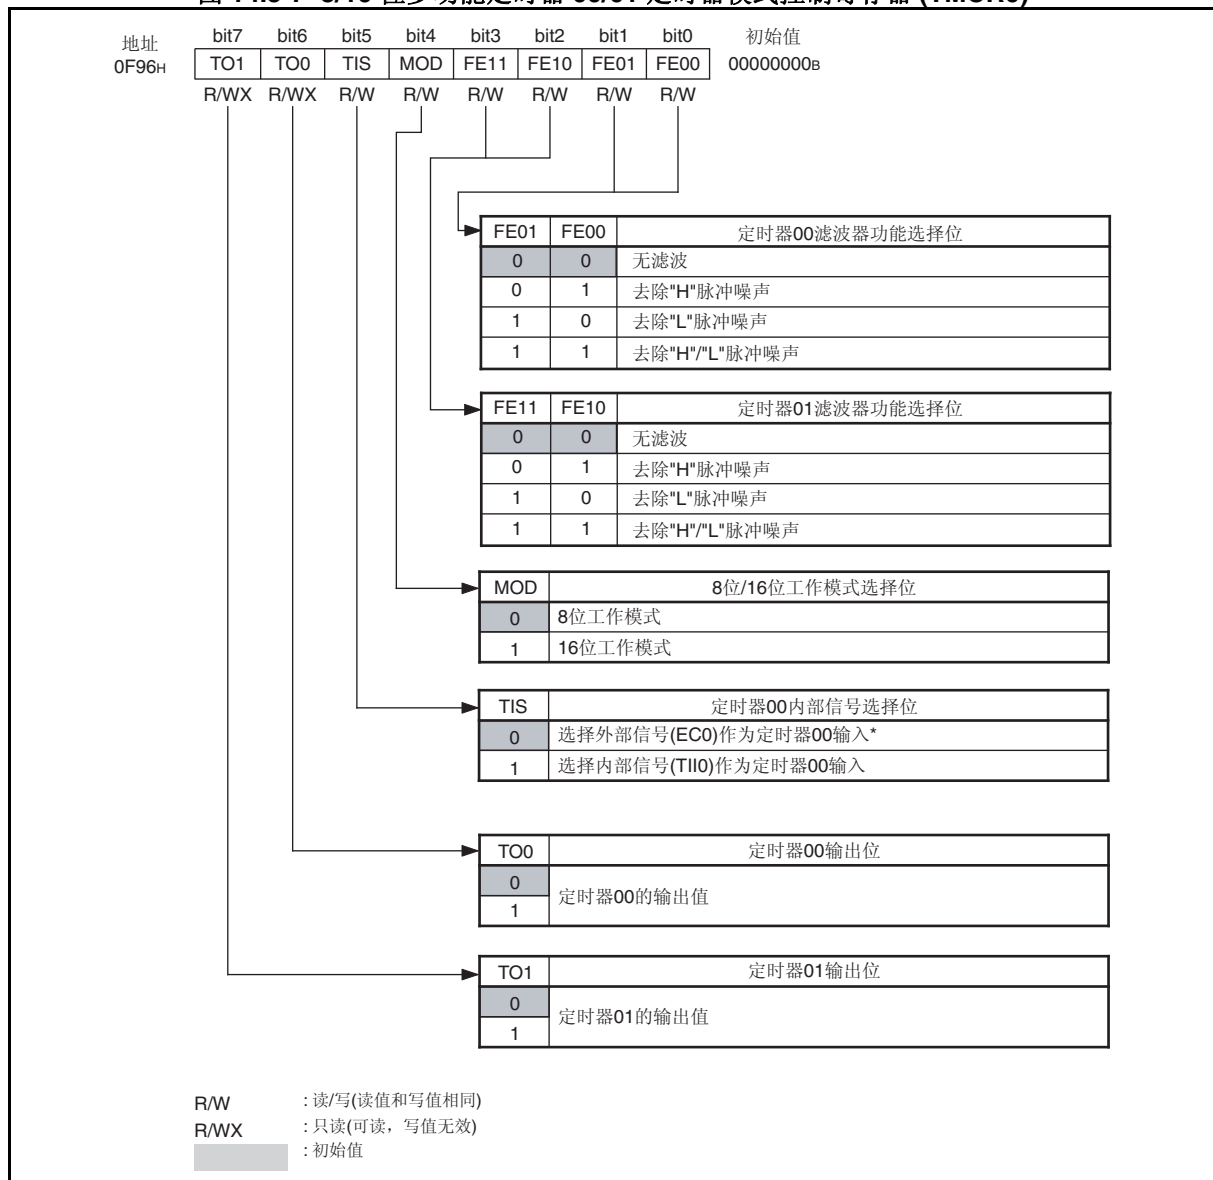 地址 bit7 bit6 bit5 bit4 bit3 bit2 bit1 bit0 初始值
0F96H TO1 TO0 TIS MOD FE11 FE10 FE01 FE00 00000000B
R/WX R/WX R/W R/W R/W R/W R/W R/W
FE01 FE00 定时器00滤波器功能选择位
0 0 无滤波
0 1 去除"H"脉冲噪声
1 0 去除"L"脉冲噪声
1 1 去除"H"/"L"脉冲噪声
FE11 FE10 定时器01滤波器功能选择位
0 0 无滤波
0 1 去除"H"脉冲噪声
1 0 去除"L"脉冲噪声
1 1 去除"H"/"L"脉冲噪声
MOD 8位/16位工作模式选择位
0 8位工作模式
1 16位工作模式
TIS 定时器00内部信号选择位
0 选择外部信号(EC0)作为定时器00输入*
1 选择内部信号(TII0)作为定时器00输入
TO0 定时器00输出位
0 定时器00的输出值
1
TO1 定时器01输出位
0 定时器01的输出值
1
R/W : 读/写(读值和写值相同)
R/WX : 只读(可读，写值无效)
: 初始值